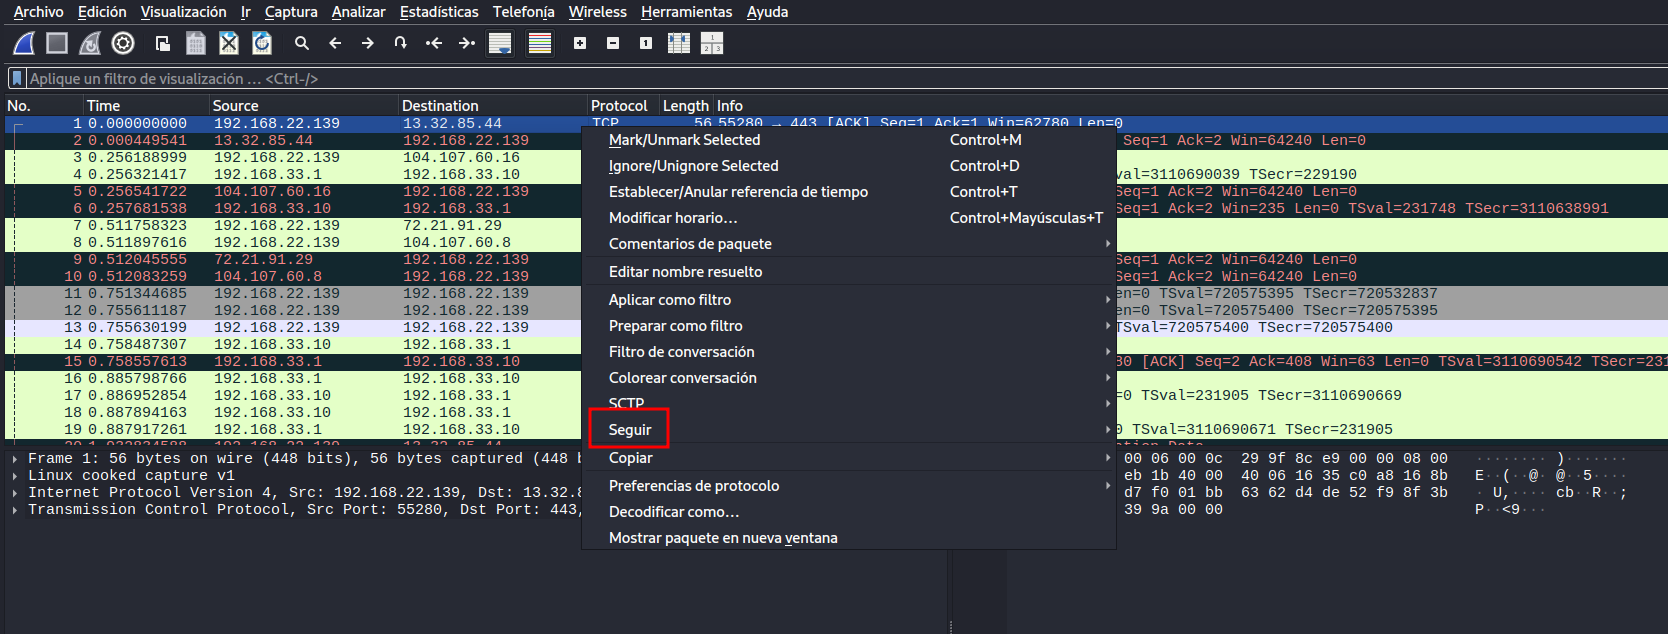 Archivo Edición Visualización Ir Captura Analizar Estadísticas Telefonía Wireless Herramientas Ayuda
Aplique un filtro de visualización … <Ctrl-/>
No. Time Source Destination Protocol Length Info
1 0.000000000 192.168.22.139 13.32.85.44 TCP 56 55280 → 443 [ACK] Seq=1 Ack=1 Win=62780 Len=0
2 0.000449541 13.32.85.44 192.168.22.139 Seq=1 Ack=2 Win=64240 Len=0
3 0.256188999 192.168.22.139 104.107.60.16
4 0.256321417 192.168.33.1 192.168.33.10 val=3110690039 TSecr=229190
5 0.256541722 104.107.60.16 192.168.22.139 Seq=1 Ack=2 Win=64240 Len=0
6 0.257681538 192.168.33.10 192.168.33.1 Seq=1 Ack=2 Win=235 Len=0 TSval=231748 TSecr=3110638991
7 0.511758323 192.168.22.139 72.21.91.29
8 0.511897616 192.168.22.139 104.107.60.8
9 0.512045555 72.21.91.29 192.168.22.139 Seq=1 Ack=2 Win=64240 Len=0
10 0.512083259 104.107.60.8 192.168.22.139 Seq=1 Ack=2 Win=64240 Len=0
11 0.751344685 192.168.22.139 192.168.22.139 en=0 TSval=720575395 TSecr=720532837
12 0.755611187 192.168.22.139 192.168.22.139 en=0 TSval=720575400 TSecr=720575395
13 0.755630199 192.168.22.139 192.168.22.139 TSval=720575400 TSecr=720575400
14 0.758487307 192.168.33.10 192.168.33.1
15 0.758557613 192.168.33.1 192.168.33.10 80 [ACK] Seq=2 Ack=408 Win=63 Len=0 TSval=3110690542 TSecr=231
16 0.885798766 192.168.33.1 192.168.33.10
17 0.886952854 192.168.33.10 192.168.33.1 =0 TSval=231905 TSecr=3110690669
18 0.887894163 192.168.33.10 192.168.33.1
19 0.887933261 192.168.33.1 192.168.33.10 0 TSval=3110690671 TSecr=231905
Mark/Unmark Selected Control+M
Ignore/Unignore Selected Control+D
Establecer/Anular referencia de tiempo Control+T
Modificar horario… Control+Mayúsculas+T
Comentarios de paquete
Editar nombre resuelto
Aplicar como filtro
Preparar como filtro
Filtro de conversación
Colorear conversación
SCTP
Seguir
Copiar
Preferencias de protocolo
Decodificar como…
Mostrar paquete en nueva ventana
Frame 1: 56 bytes on wire (448 bits), 56 bytes captured (448 b
Linux cooked capture v1
Internet Protocol Version 4, Src: 192.168.22.139, Dst: 13.32.8
Transmission Control Protocol, Src Port: 55280, Dst Port: 443,
00 06 00 0c 29 9f 8c e9 00 00 08 00 ········ )·······
eb 1b 40 00 40 06 16 35 c0 a8 16 8b E··(··@· @··5····
d7 f0 01 bb 63 62 d4 de 52 f9 8f 3b · U,···· cb··R··;
39 9a 00 00 P··<9···